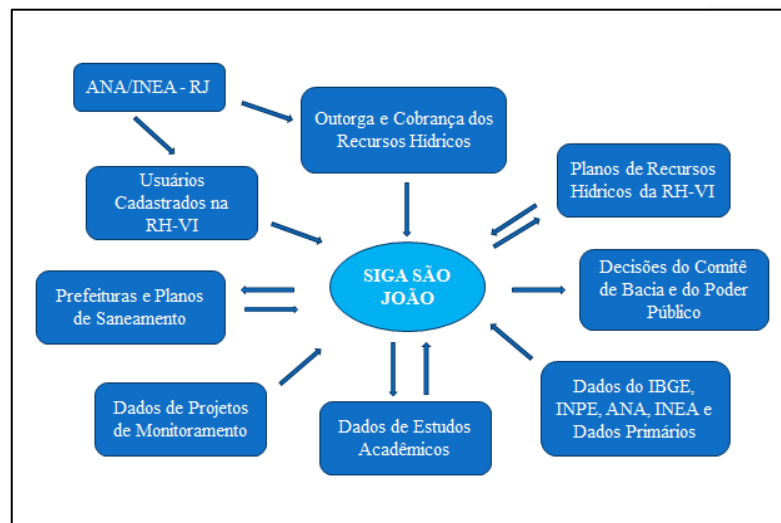 ANA/INEA - RJ
Outorga e Cobrança dos
Recursos Hídricos
Usuários
Cadastrados na
RH-VI
Planos de Recursos
Hídricos da RH-VI
SIGA SÃO
JOÃO
Prefeituras e Planos
de Saneamento
Decisões do Comitê
de Bacia e do Poder
Público
Dados de Projetos
de Monitoramento
Dados de Estudos
Acadêmicos
Dados do IBGE,
INPE, ANA, INEA e
Dados Primários